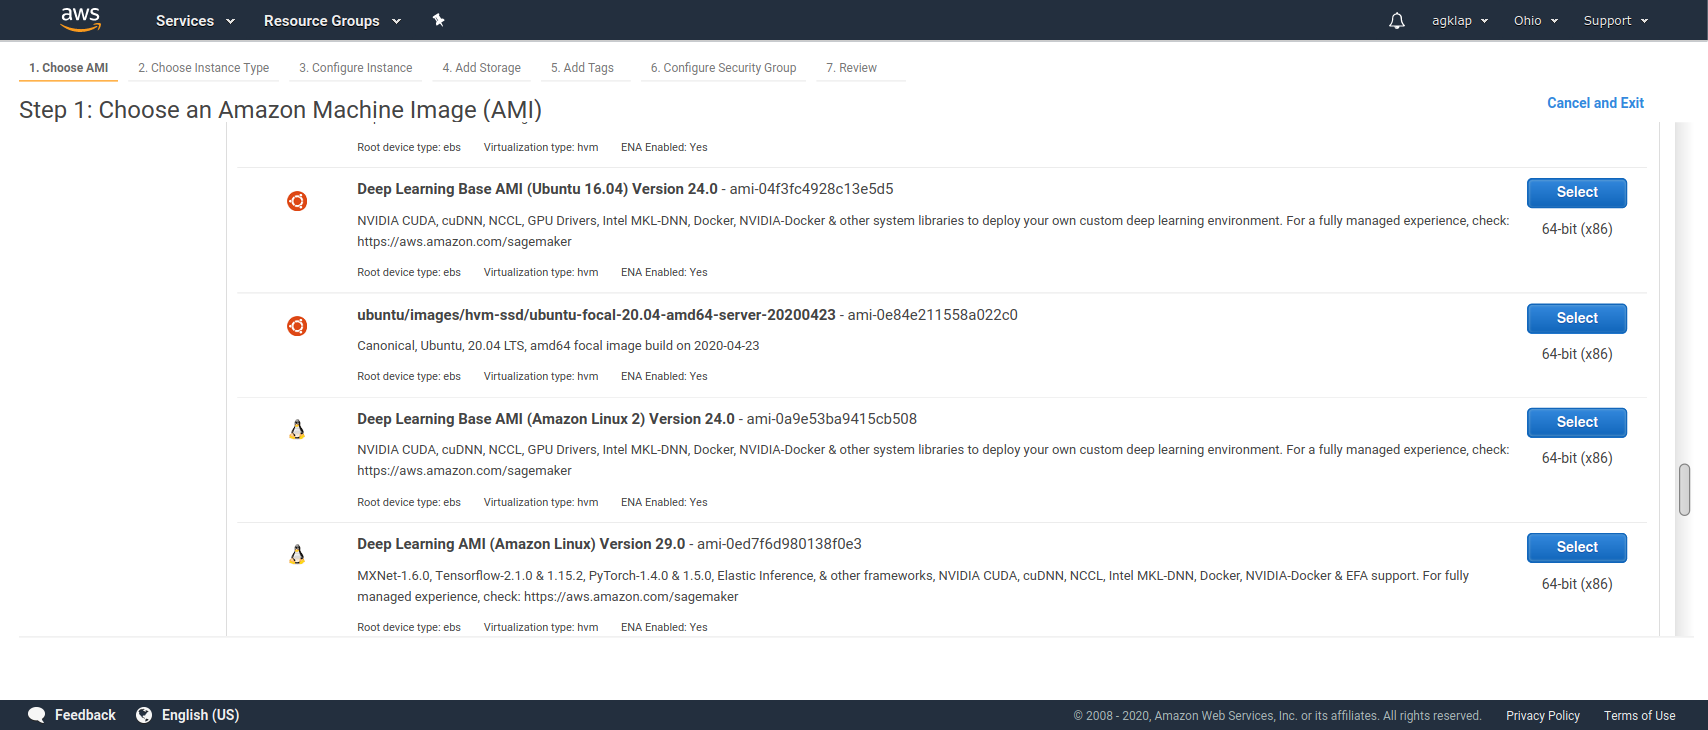 aws Services Resource Groups agklap Ohio Support
1. Choose AMI 2. Choose Instance Type 3. Configure Instance 4. Add Storage 5. Add Tags 6. Configure Security Group 7. Review
Step 1: Choose an Amazon Machine Image (AMI) Cancel and Exit
Root device type: ebs Virtualization type: hvm ENA Enabled: Yes
Deep Learning Base AMI (Ubuntu 16.04) Version 24.0 - ami-04f3fc4928c13e5d5
Select
NVIDIA CUDA, cuDNN, NCCL, GPU Drivers, Intel MKL-DNN, Docker, NVIDIA-Docker & other system libraries to deploy your own custom deep learning environment. For a fully managed experience, check:
64-bit (x86)
https://aws.amazon.com/sagemaker
Root device type: ebs Virtualization type: hvm ENA Enabled: Yes
ubuntu/images/hvm-ssd/ubuntu-focal-20.04-amd64-server-20200423 - ami-0e84e211558a022c0
Select
Canonical, Ubuntu, 20.04 LTS, amd64 focal image build on 2020-04-23
64-bit (x86)
Root device type: ebs Virtualization type: hvm ENA Enabled: Yes
Deep Learning Base AMI (Amazon Linux 2) Version 24.0 - ami-0a9e53ba9415cb508
Select
NVIDIA CUDA, cuDNN, NCCL, GPU Drivers, Intel MKL-DNN, Docker, NVIDIA-Docker & other system libraries to deploy your own custom deep learning environment. For a fully managed experience, check:
64-bit (x86)
https://aws.amazon.com/sagemaker
Root device type: ebs Virtualization type: hvm ENA Enabled: Yes
Deep Learning AMI (Amazon Linux) Version 29.0 - ami-0ed7f6d980138f0e3
Select
MXNet-1.6.0, Tensorflow-2.1.0 & 1.15.2, PyTorch-1.4.0 & 1.5.0, Elastic Inference, & other frameworks, NVIDIA CUDA, cuDNN, NCCL, Intel MKL-DNN, Docker, NVIDIA-Docker & EFA support. For fully
64-bit (x86)
managed experience, check: https://aws.amazon.com/sagemaker
Root device type: ebs Virtualization type: hvm ENA Enabled: Yes
Feedback English (US) © 2008 - 2020, Amazon Web Services, Inc. or its affiliates. All rights reserved. Privacy Policy Terms of Use